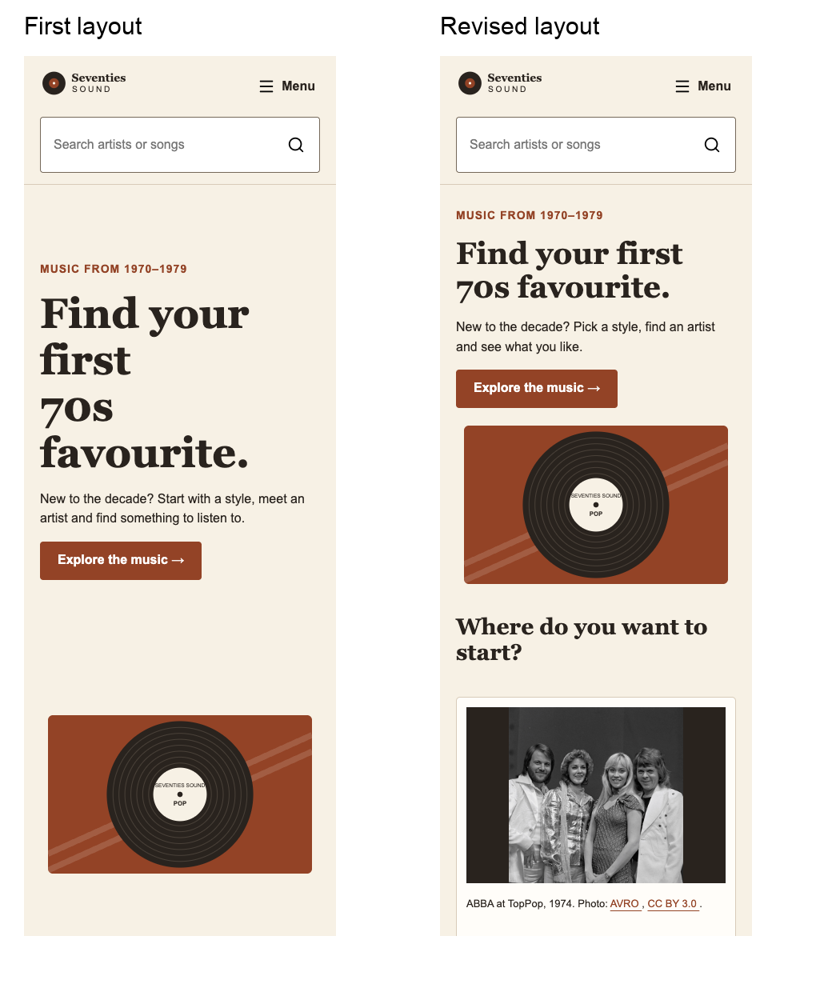 First layout
Seventies
SOUND
Menu
Search artists or songs
MUSIC FROM 1970–1979
Find your
first
70s
favourite.
New to the decade? Start with a style, meet an
artist and find something to listen to.
Explore the music →
SEVENTIES SOUND
POP
Revised layout
Seventies
SOUND
Menu
Search artists or songs
MUSIC FROM 1970–1979
Find your first
70s favourite.
New to the decade? Pick a style, find an artist
and see what you like.
Explore the music →
SEVENTIES SOUND
POP
Where do you want to
start?
ABBA at TopPop, 1974. Photo: AVRO , CC BY 3.0 .